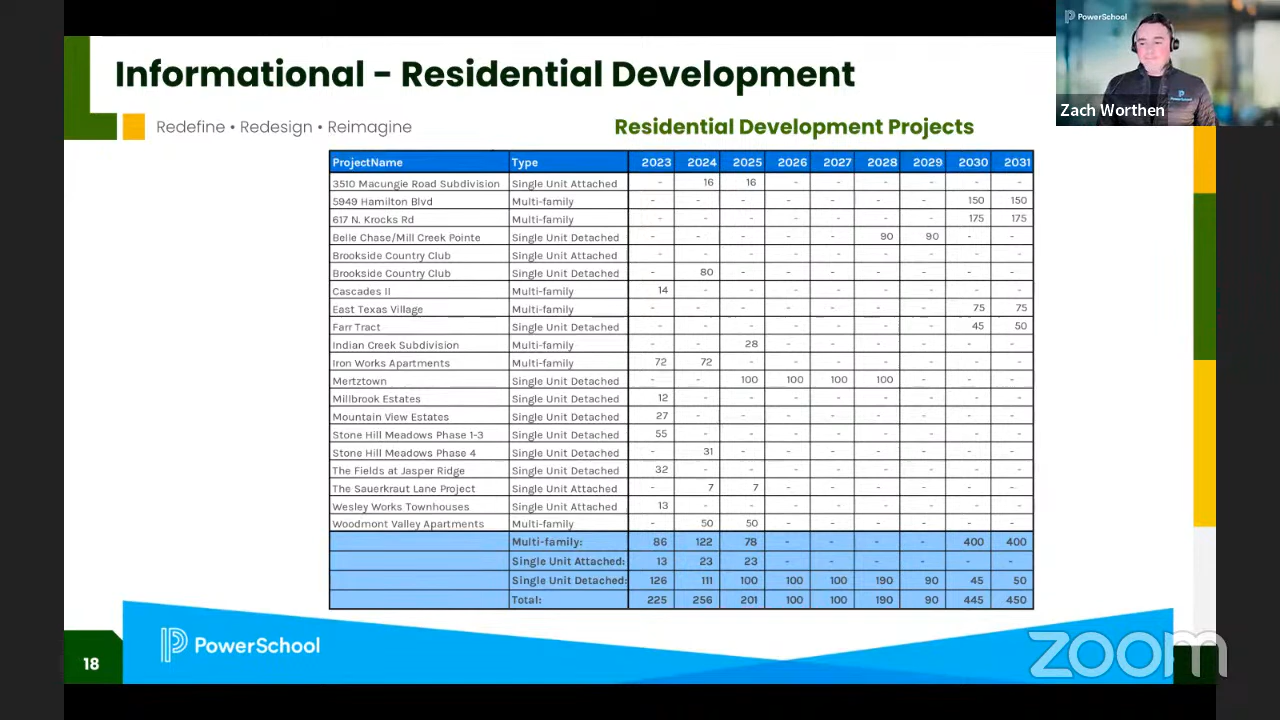 PowerSchool
Zach Worthen
Informational – Residential Development
Redefine • Redesign • Reimagine
Residential Development Projects
ProjectName Type 2023 2024 2025 2026 2027 2028 2029 2030 2031
3510 Macungie Road Subdivision Single Unit Attached - 16 16 - - - - - -
5949 Hamilton Blvd Multi-family - - - - - - - 150 150
617 N. Krocks Rd Multi-family - - - - - - - 175 175
Belle Chase/Mill Creek Pointe Single Unit Detached - - - - - 90 90 - -
Brookside Country Club Single Unit Attached - - - - - - - - -
Brookside Country Club Single Unit Detached - 80 - - - - - - -
Cascades II Multi-family 14 - - - - - - - -
East Texas Village Multi-family - - - - - - - 75 75
Farr Tract Single Unit Detached - - - - - - - 45 50
Indian Creek Subdivision Multi-family - - 28 - - - - - -
Iron Works Apartments Multi-family 72 72 - - - - - - -
Mertztown Single Unit Detached - - 100 100 100 100 - - -
Millbrook Estates Single Unit Detached 12 - - - - - - - -
Mountain View Estates Single Unit Detached 27 - - - - - - - -
Stone Hill Meadows Phase 1-3 Single Unit Detached 55 - - - - - - - -
Stone Hill Meadows Phase 4 Single Unit Detached - 31 - - - - - - -
The Fields at Jasper Ridge Single Unit Detached 32 - - - - - - - -
The Sauerkraut Lane Project Single Unit Attached - 7 7 - - - - - -
Wesley Works Townhouses Single Unit Attached 13 - - - - - - - -
Woodmont Valley Apartments Multi-family - 50 50 - - - - - -
Multi-family: 86 122 78 - - - - 400 400
Single Unit Attached: 13 23 23 - - - - - -
Single Unit Detached: 126 111 100 100 100 190 90 45 50
Total: 225 256 201 100 100 190 90 445 450
18
PowerSchool
zoom